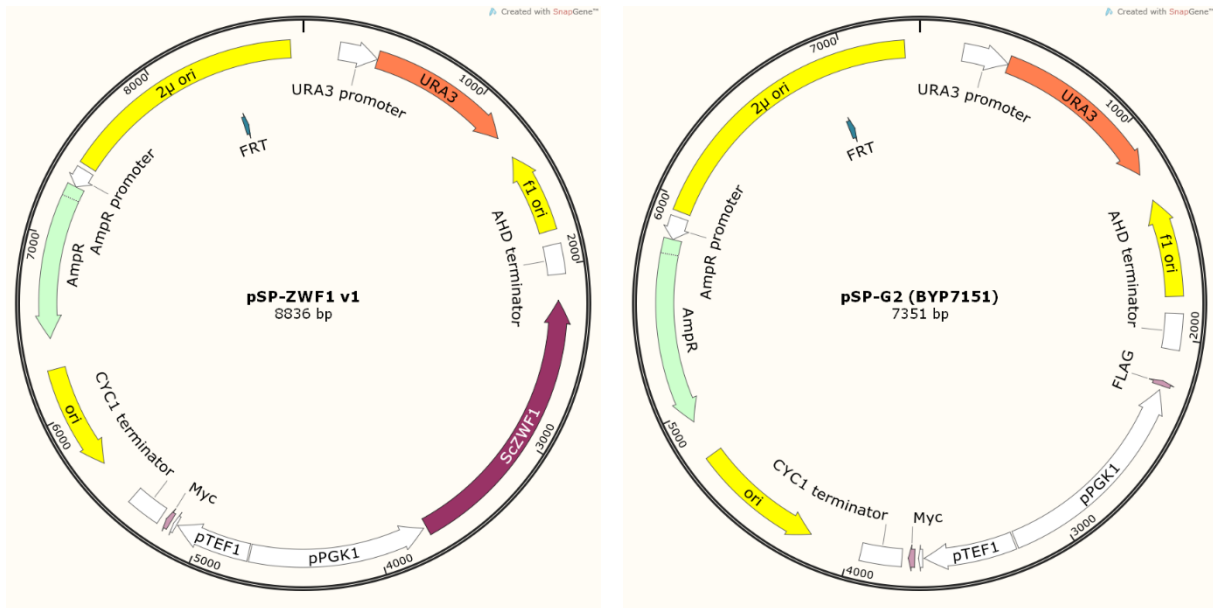 Created with SnapGene™
2μ ori
URA3 promoter
URA3
1000
f1 ori
AHD terminator
2000
ScZWF1
3000
pPGK1
4000
pTEF1
5000
Myc
CYC1 terminator
ori
6000
AmpR
7000
AmpR promoter
8000
FRT
pSP-ZWF1 v1
8836 bp
Created with SnapGene™
2μ ori
URA3 promoter
URA3
1000
f1 ori
AHD terminator
2000
FLAG
pPGK1
3000
pTEF1
Myc
4000
CYC1 terminator
ori
5000
AmpR
AmpR promoter
6000
7000
FRT
pSP-G2 (BYP7151)
7351 bp